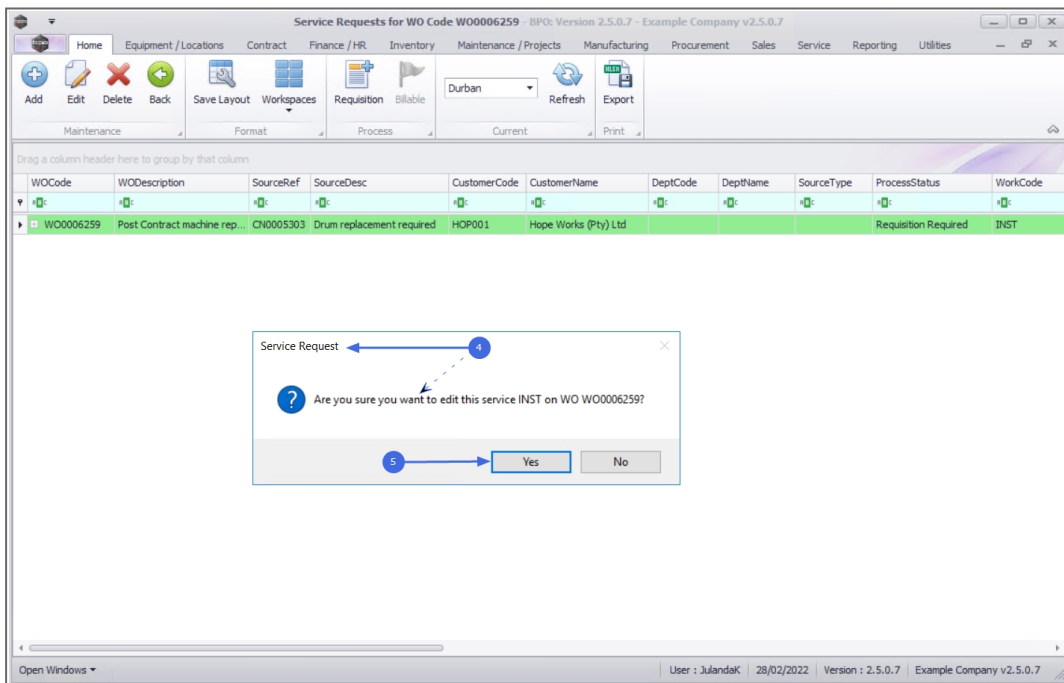 Service Requests for WO Code WO0006259 - BPO: Version 2.5.0.7 - Example Company v2.5.0.7
Home Equipment / Locations Contract Finance / HR Inventory Maintenance / Projects Manufacturing Procurement Sales Service Reporting Utilities
Add Edit Delete Back Save Layout Workspaces Requisition Billable Durban Refresh Export
Maintenance Format Process Current Print
Drag a column header here to group by that column
WOCode WODescription SourceRef SourceDesc CustomerCode CustomerName DeptCode DeptName SourceType ProcessStatus WorkCode
WO0006259 Post Contract machine rep... CN0005303 Drum replacement required HOP001 Hope Works (Pty) Ltd Requisition Required INST
Service Request 4
Are you sure you want to edit this service INST on WO WO0006259?
5 Yes No
Open Windows User : JulandaK 28/02/2022 Version : 2.5.0.7 Example Company v2.5.0.7